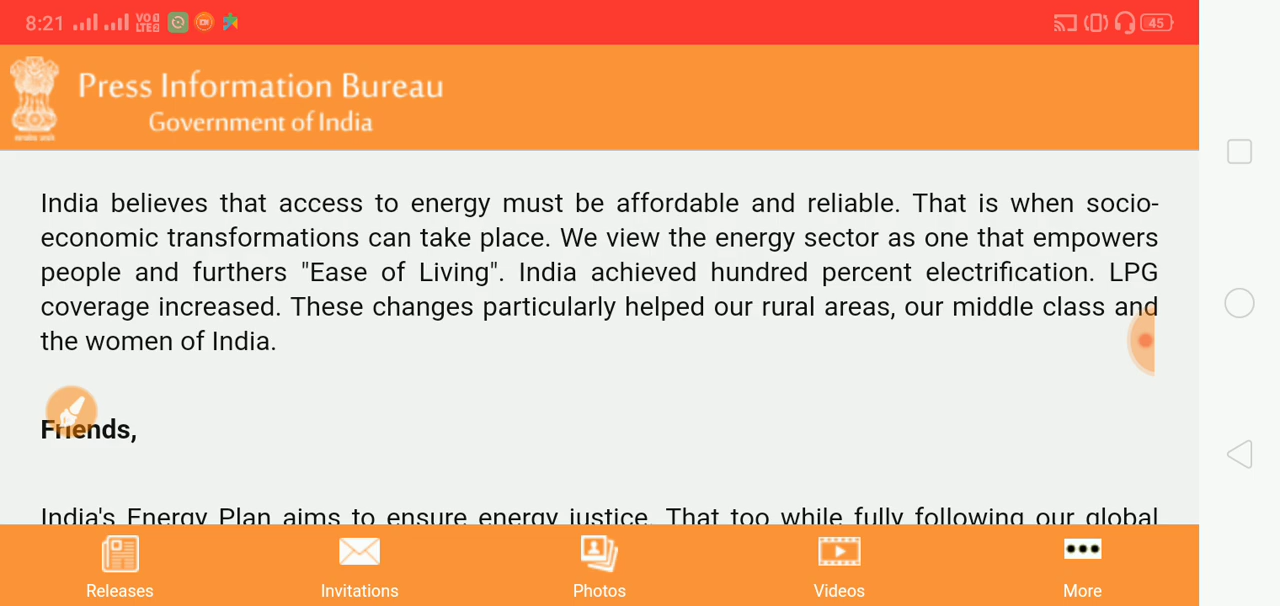 8:21
VO
LTE
45
Press Information Bureau
Government of India
India believes that access to energy must be affordable and reliable. That is when socio-
economic transformations can take place. We view the energy sector as one that empowers
people and furthers "Ease of Living". India achieved hundred percent electrification. LPG
coverage increased. These changes particularly helped our rural areas, our middle class and
the women of India.
Friends,
India's Energy Plan aims to ensure energy justice. That too while fully following our global
Releases
Invitations
Photos
Videos
More